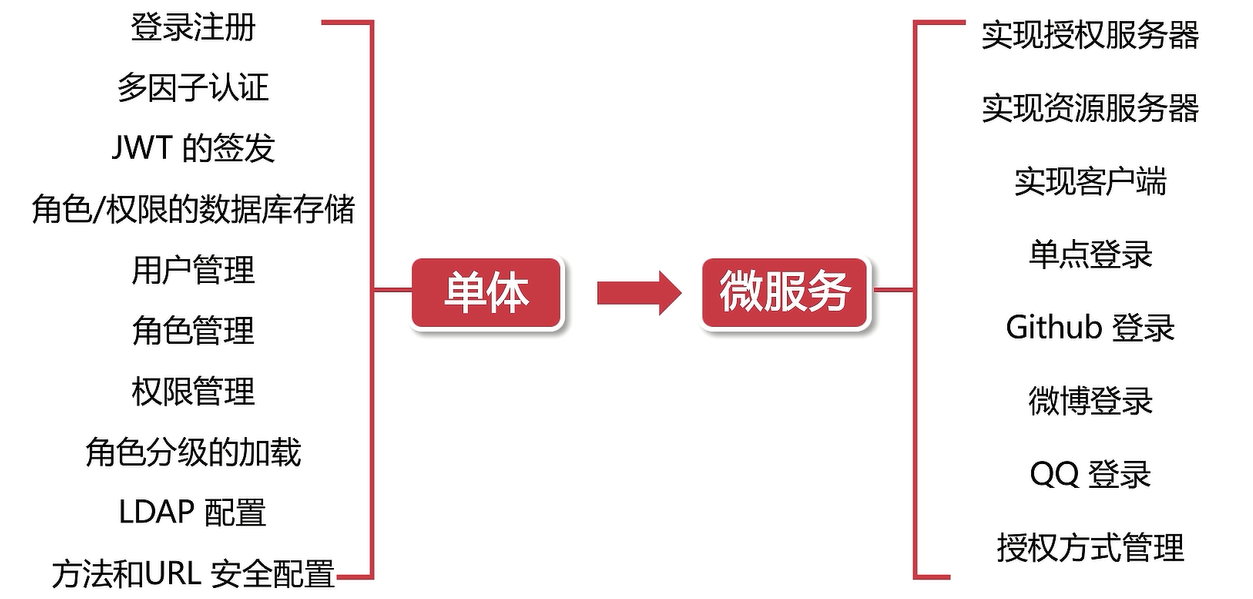 登录注册
多因子认证
JWT 的签发
角色/权限的数据库存储
用户管理
角色管理
权限管理
角色分级的加载
LDAP 配置
方法和URL 安全配置
单体
微服务
实现授权服务器
实现资源服务器
实现客户端
单点登录
Github 登录
微博登录
QQ 登录
授权方式管理